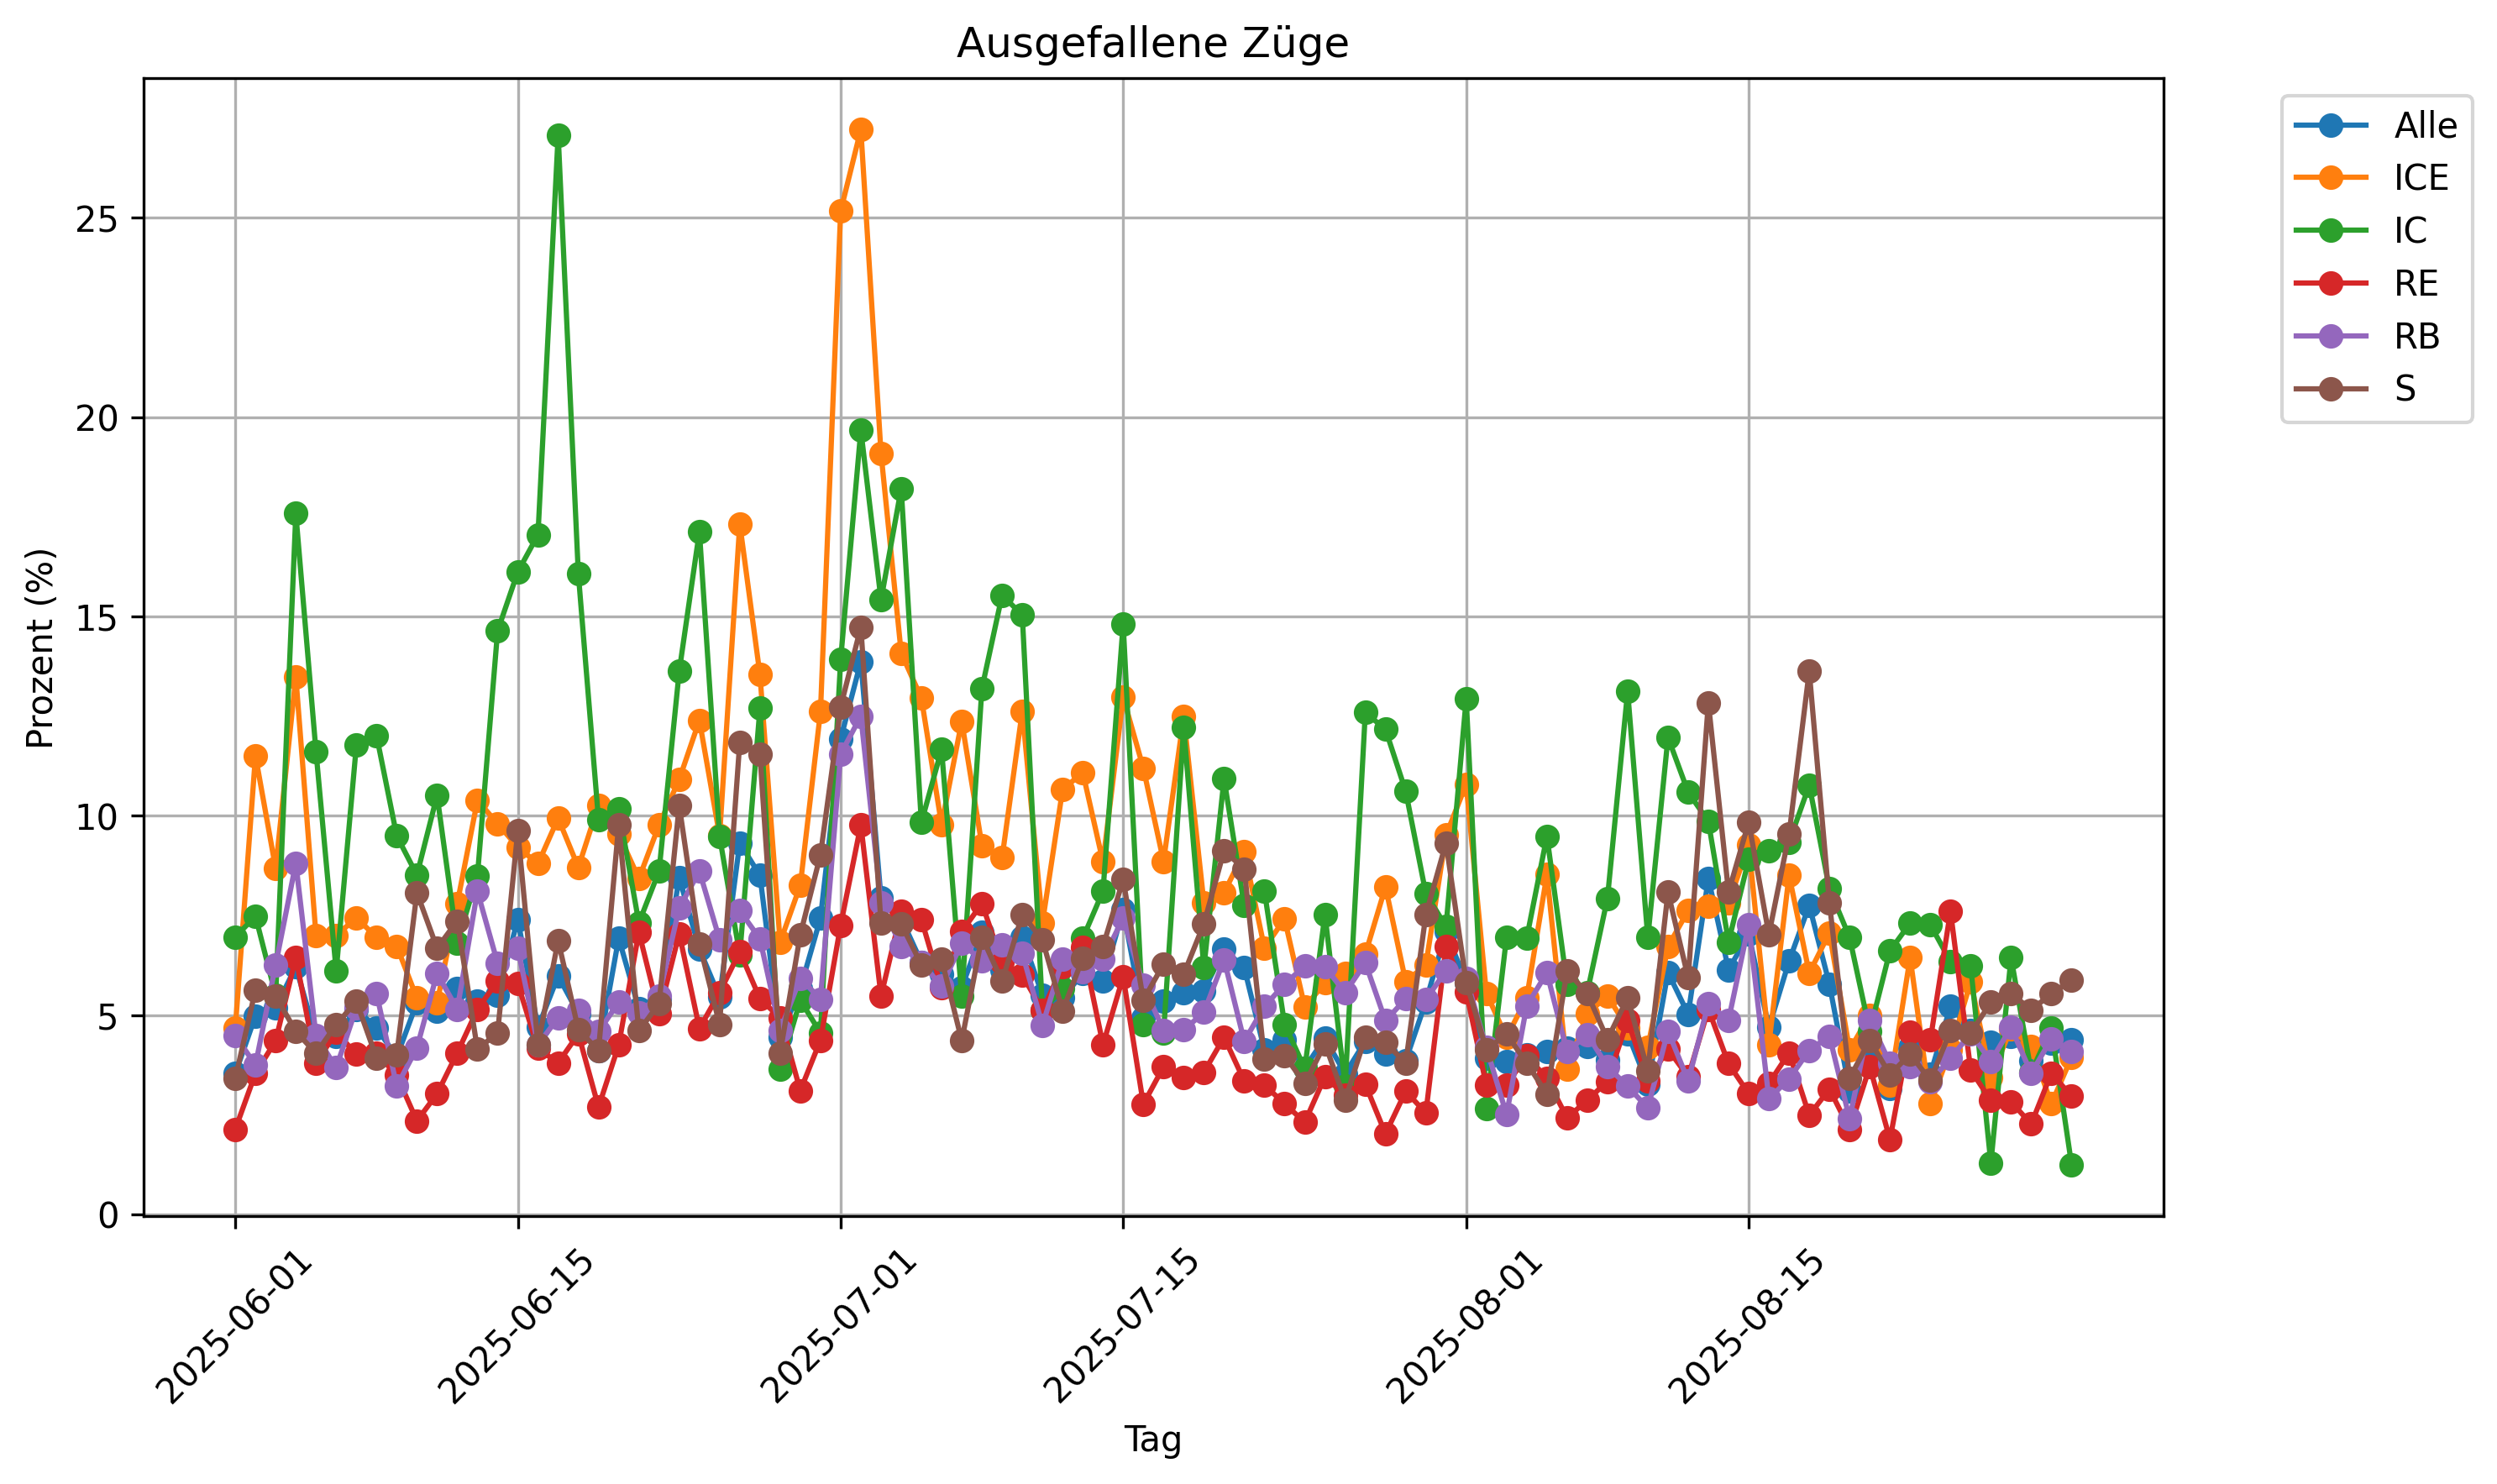 Ausgefallene Züge
Prozent (%)
25
20
15
10
5
0
2025-06-01
2025-06-15
2025-07-01
2025-07-15
2025-08-01
2025-08-15
Tag
Alle
ICE
IC
RE
RB
S